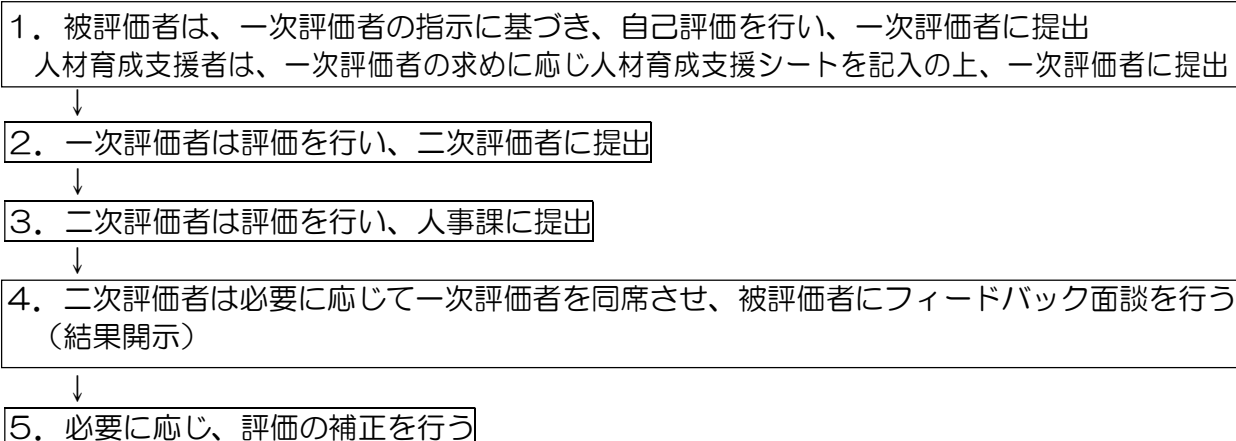 1．被評価者は、一次評価者の指示に基づき、自己評価を行い、一次評価者に提出
人材育成支援者は、一次評価者の求めに応じ人材育成支援シートを記入の上、一次評価者に提出
↓
2．一次評価者は評価を行い、二次評価者に提出
↓
3．二次評価者は評価を行い、人事課に提出
↓
4．二次評価者は必要に応じて一次評価者を同席させ、被評価者にフィードバック面談を行う
（結果開示）
↓
5．必要に応じ、評価の補正を行う